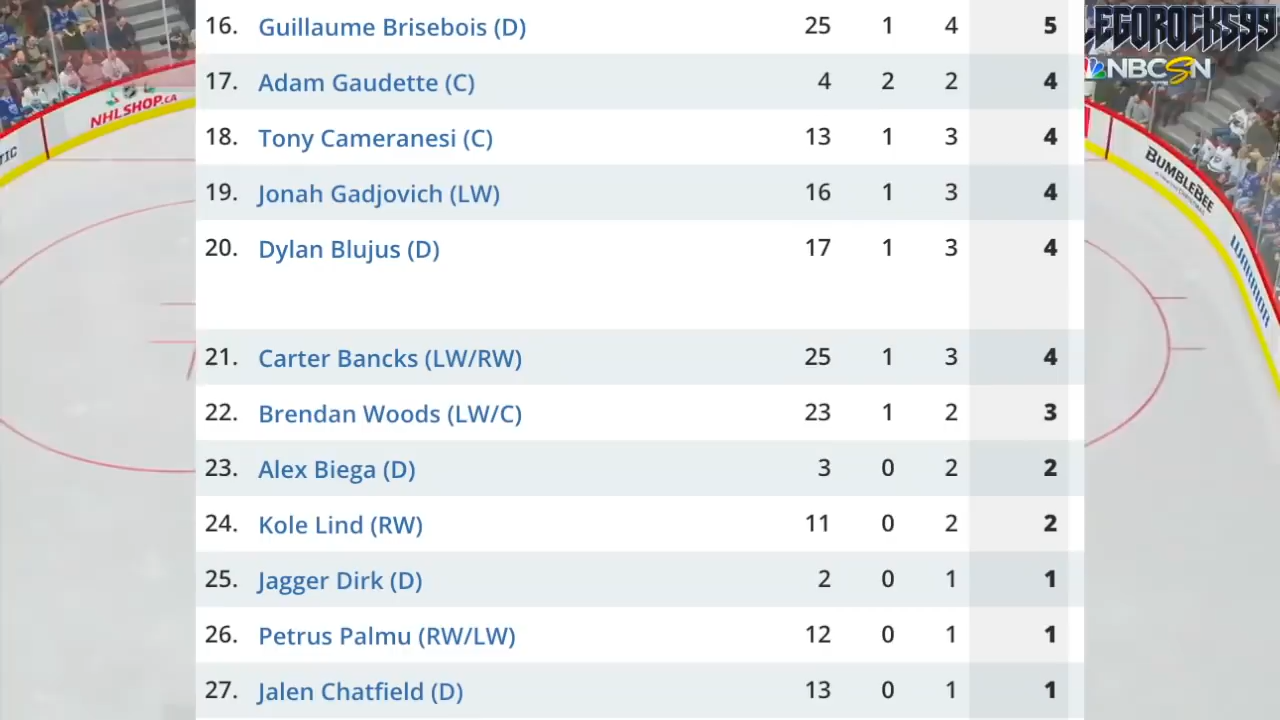 16. Guillaume Brisebois (D) 25 1 4 5
17. Adam Gaudette (C) 4 2 2 4
18. Tony Cameranesi (C) 13 1 3 4
19. Jonah Gadjovich (LW) 16 1 3 4
20. Dylan Blujus (D) 17 1 3 4
21. Carter Bancks (LW/RW) 25 1 3 4
22. Brendan Woods (LW/C) 23 1 2 3
23. Alex Biega (D) 3 0 2 2
24. Kole Lind (RW) 11 0 2 2
25. Jagger Dirk (D) 2 0 1 1
26. Petrus Palmu (RW/LW) 12 0 1 1
27. Jalen Chatfield (D) 13 0 1 1
LEGOROCKS99
NBCSN
NHLSHOP.CA
TIC
BUMBLEBEE
WARRIOR